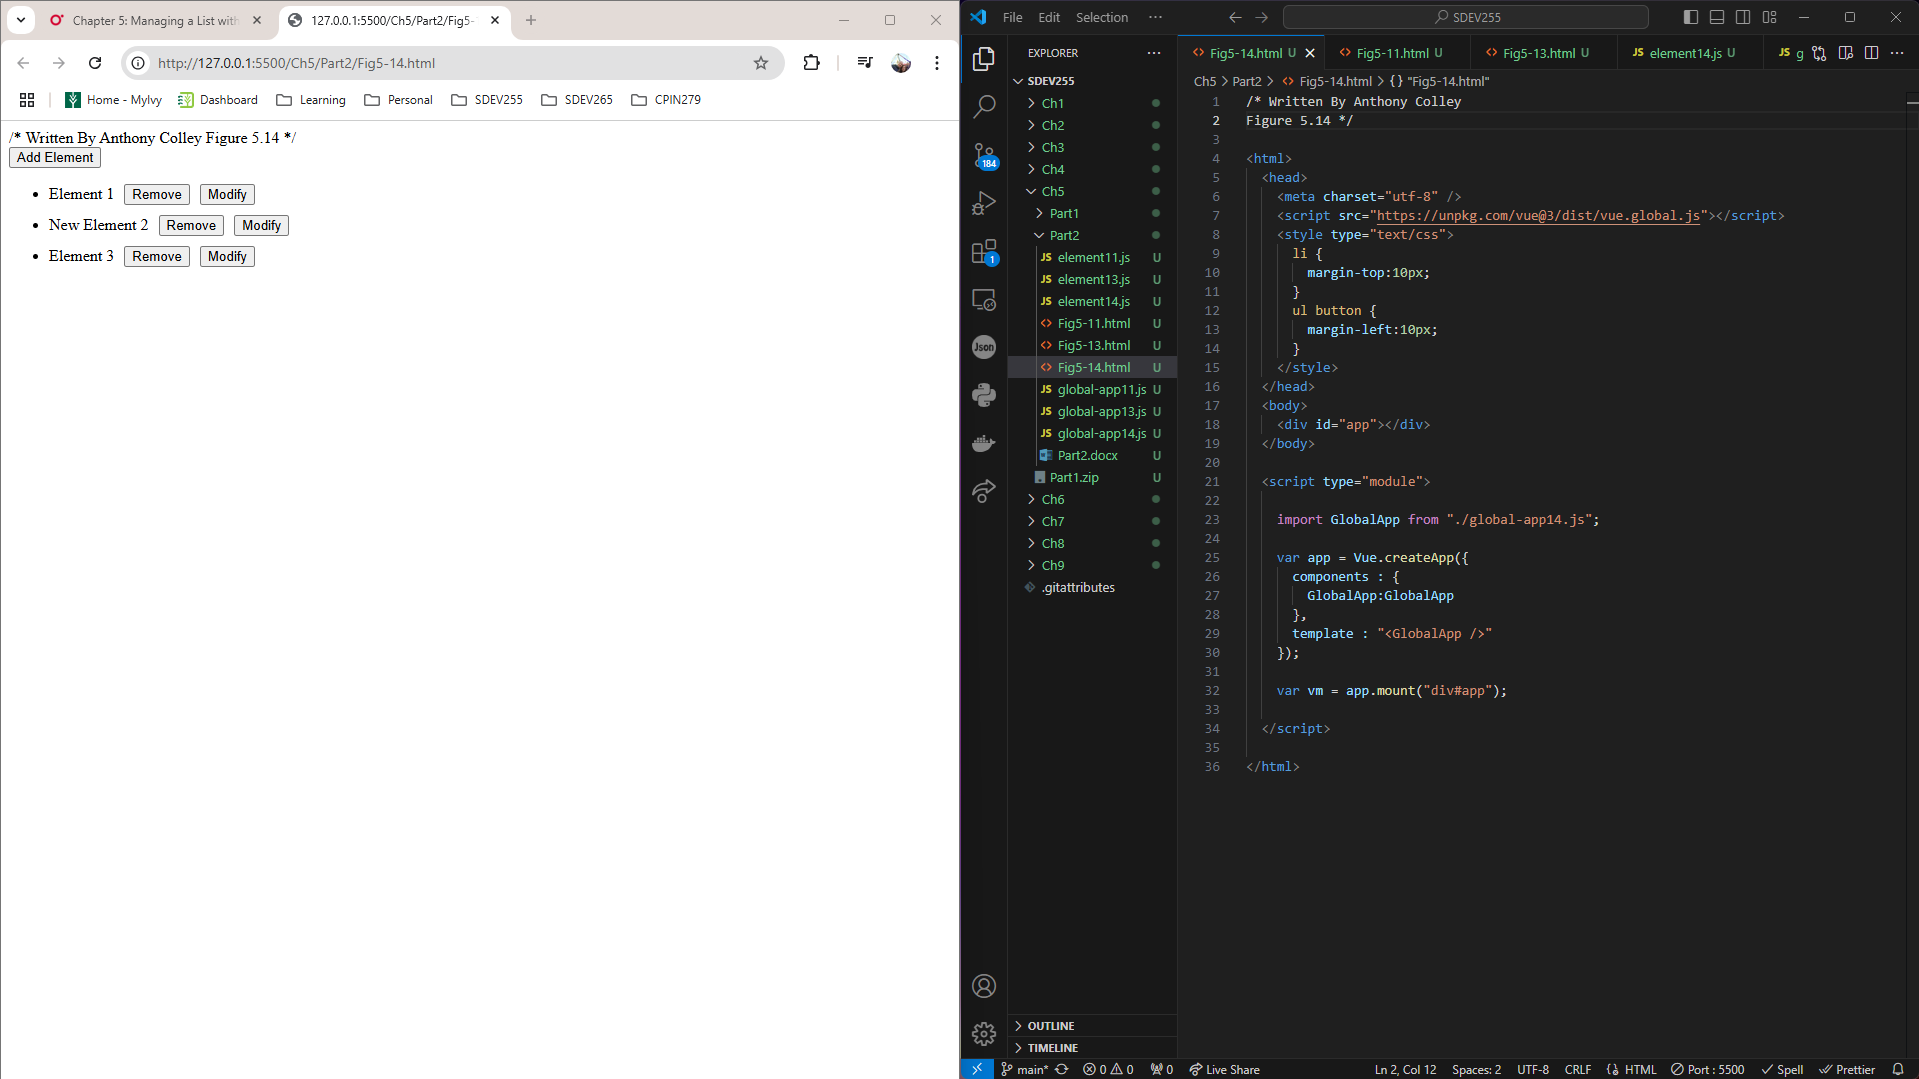 Chapter 5: Managing a List with
127.0.0.1:5500/Ch5/Part2/Fig5-
http://127.0.0.1:5500/Ch5/Part2/Fig5-14.html
Home - MyIvy
Dashboard
Learning
Personal
SDEV255
SDEV265
CPIN279
/* Written By Anthony Colley Figure 5.14 */
Add Element
• Element 1 Remove Modify
• New Element 2 Remove Modify
• Element 3 Remove Modify
File Edit Selection ···
SDEV255
EXPLORER ···
SDEV255
Ch1
Ch2
Ch3
Ch4
Ch5
Part1
Part2
JS element11.js U
JS element13.js U
JS element14.js U
<> Fig5-11.html U
<> Fig5-13.html U
<> Fig5-14.html U
JS global-app11.js U
JS global-app13.js U
JS global-app14.js U
Part2.docx U
Part1.zip U
Ch6
Ch7
Ch8
Ch9
.gitattributes
OUTLINE
TIMELINE
184
1
Json
<> Fig5-14.html U
<> Fig5-11.html U
<> Fig5-13.html U
JS element14.js U
JS g
Ch5 > Part2 > <> Fig5-14.html > {} "Fig5-14.html"
1 /* Written By Anthony Colley
2 Figure 5.14 */
3
4 <html>
5 <head>
6 <meta charset="utf-8" />
7 <script src="https://unpkg.com/vue@3/dist/vue.global.js"></script>
8 <style type="text/css">
9 li {
10 margin-top:10px;
11 }
12 ul button {
13 margin-left:10px;
14 }
15 </style>
16 </head>
17 <body>
18 <div id="app"></div>
19 </body>
20
21 <script type="module">
22
23 import GlobalApp from "./global-app14.js";
24
25 var app = Vue.createApp({
26 components : {
27 GlobalApp:GlobalApp
28 },
29 template : "<GlobalApp />"
30 });
31
32 var vm = app.mount("div#app");
33
34 </script>
35
36 </html>
main* 0 0 0 Live Share Ln 2, Col 12 Spaces: 2 UTF-8 CRLF {} HTML Port : 5500 Spell Prettier